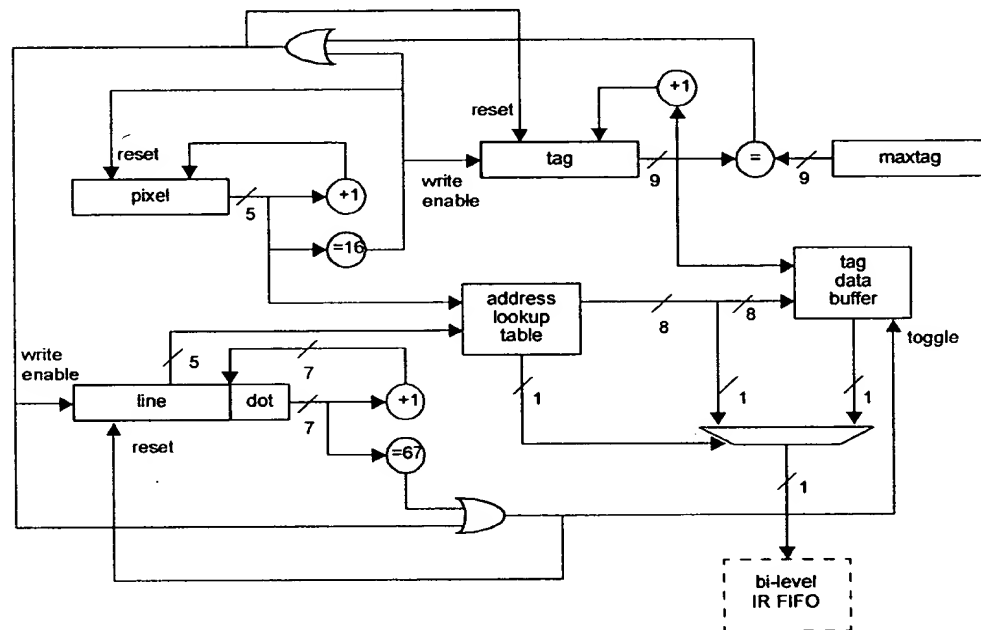 +1
reset
reset
tag
=
maxtag
9
9
write
enable
pixel
5
+1
=16
tag
data
buffer
address
lookup
table
8
8
toggle
write
enable
5
7
line
dot
7
+1
1
1
1
reset
=67
1
bi-level
IR FIFO